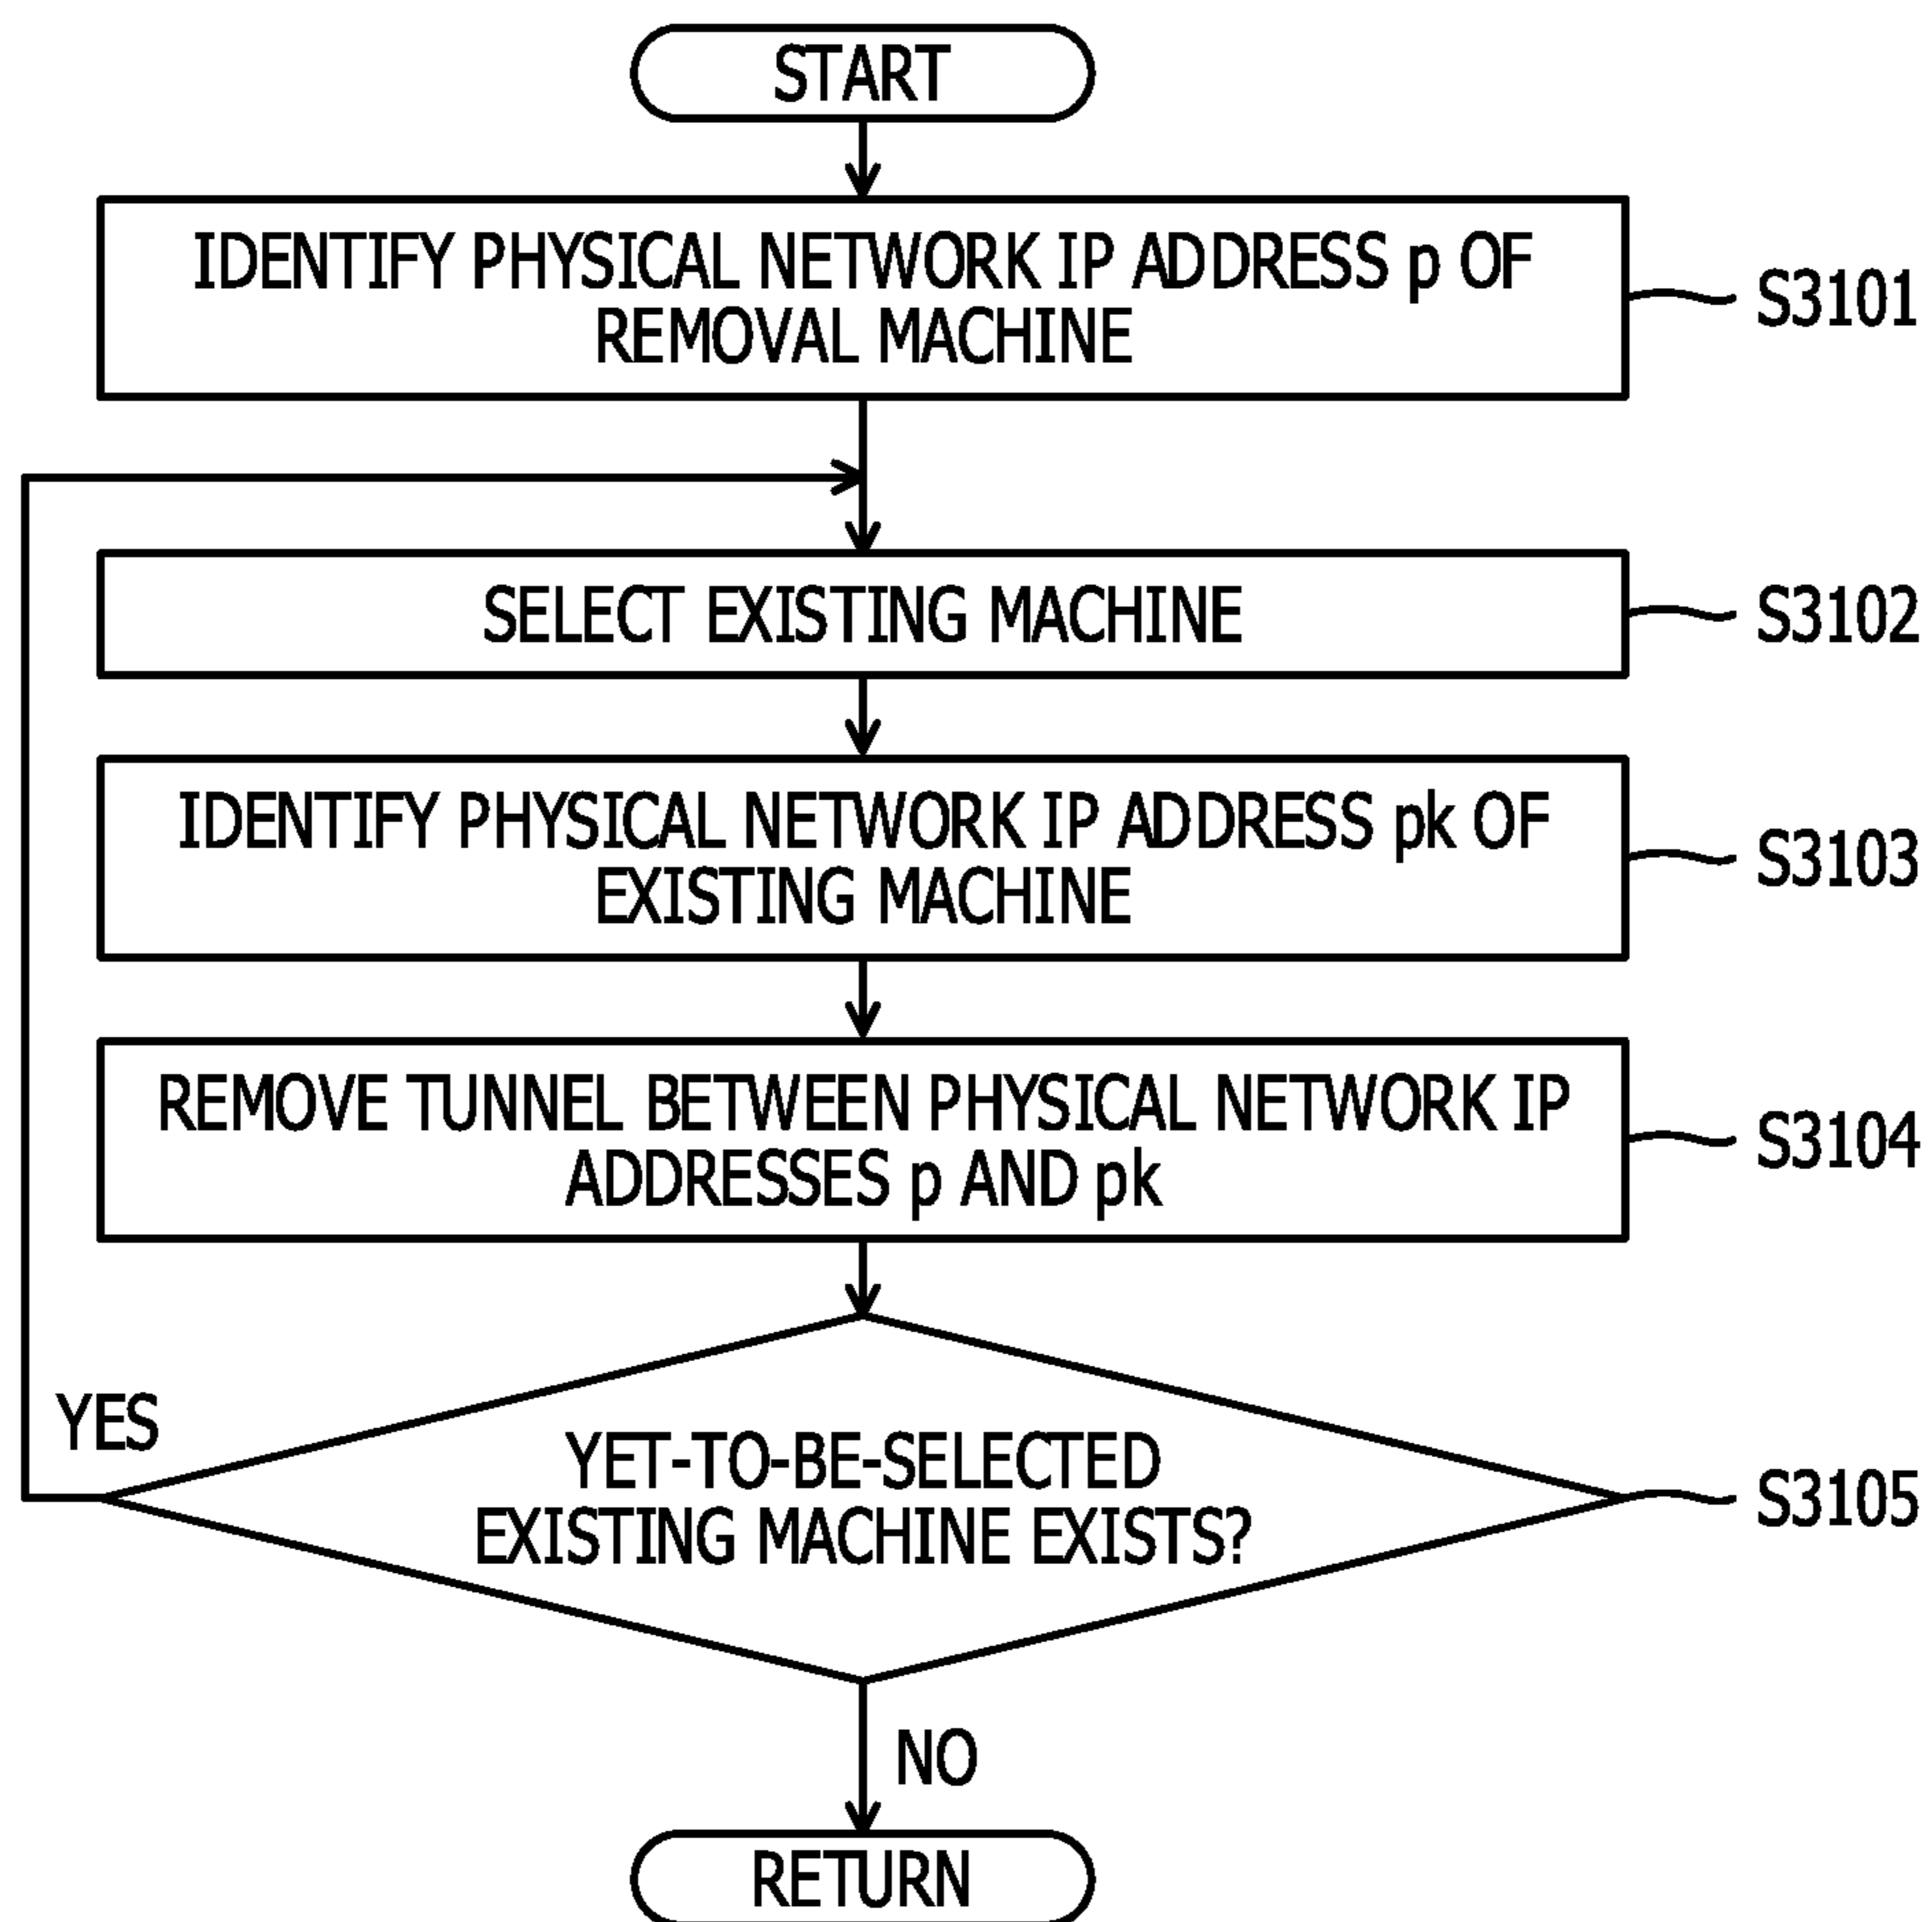 START
IDENTIFY PHYSICAL NETWORK IP ADDRESS p OF
REMOVAL MACHINE
S3101
SELECT EXISTING MACHINE
S3102
IDENTIFY PHYSICAL NETWORK IP ADDRESS pk OF
EXISTING MACHINE
S3103
REMOVE TUNNEL BETWEEN PHYSICAL NETWORK IP
ADDRESSES p AND pk
S3104
YES
YET-TO-BE-SELECTED
EXISTING MACHINE EXISTS?
S3105
NO
RETURN